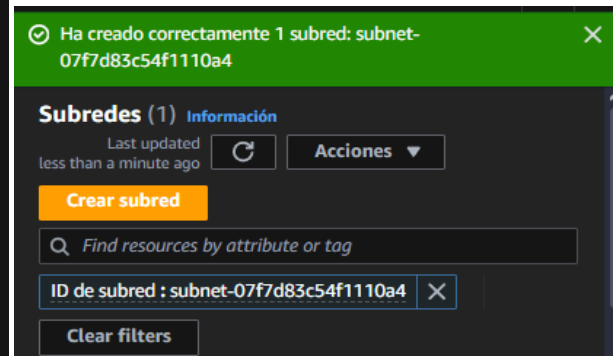 Ha creado correctamente 1 subred: subnet-
07f7d83c54f1110a4
Subredes (1) Información
Last updated
less than a minute ago
Acciones
Crear subred
Find resources by attribute or tag
ID de subred : subnet-07f7d83c54f1110a4
Clear filters